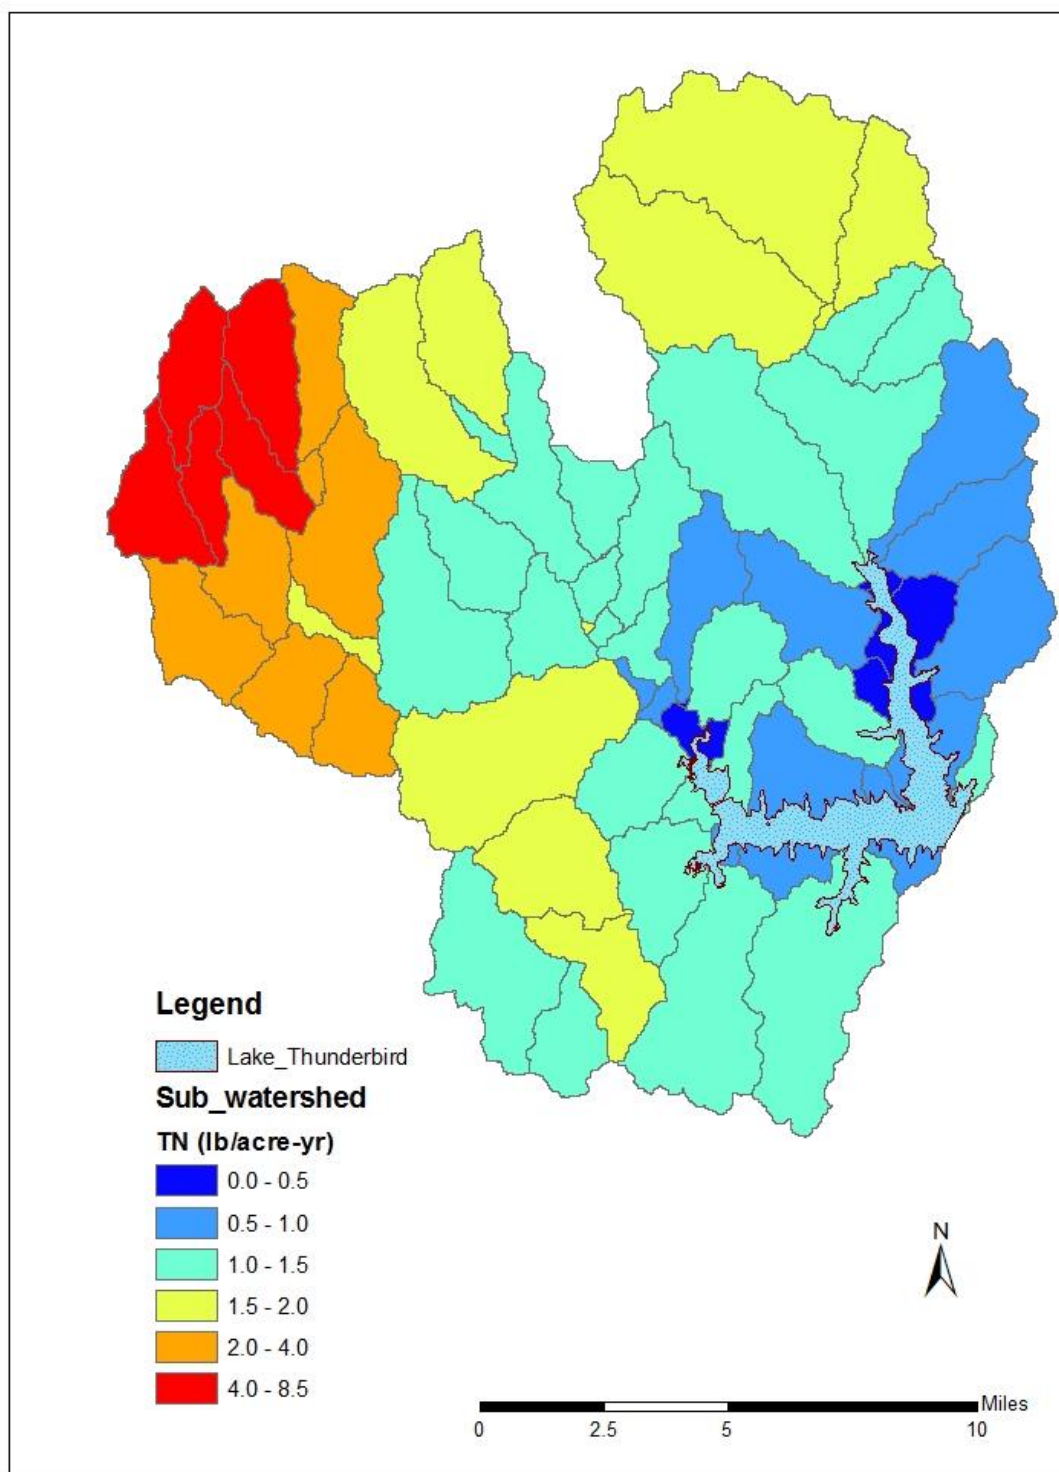 Legend
Lake_Thunderbird
Sub_watershed
TN (lb/acre-yr)
0.0 - 0.5
0.5 - 1.0
1.0 - 1.5
1.5 - 2.0
2.0 - 4.0
4.0 - 8.5
N
Miles
0 2.5 5 10